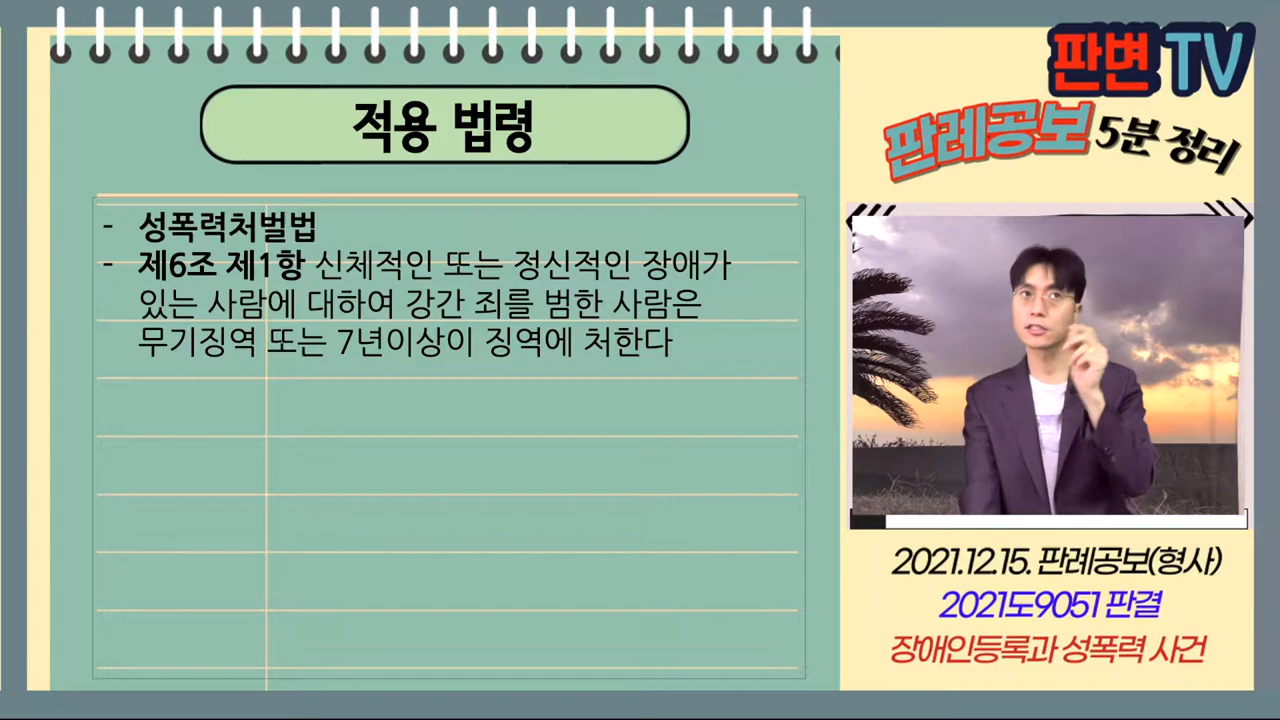 적용 법령
- 성폭력처벌법
- 제6조 제1항 신체적인 또는 정신적인 장애가
있는 사람에 대하여 강간 죄를 범한 사람은
무기징역 또는 7년이상이 징역에 처한다
판변 TV
판례공보 5분 정리
2021.12.15. 판례공보(형사)
2021도9051 판결
장애인등록과 성폭력 사건